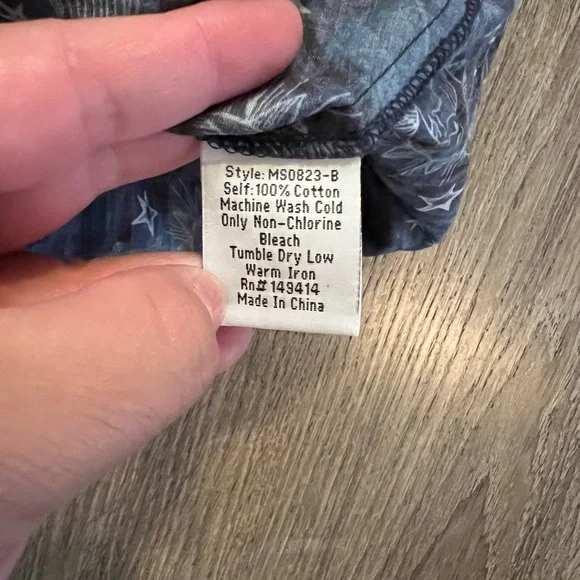 Style: MS0823-B
Self:100% Cotton
Machine Wash Cold
Only Non-Chlorine
Bleach
Tumble Dry Low
Warm Iron
Rn# 149414
Made In China